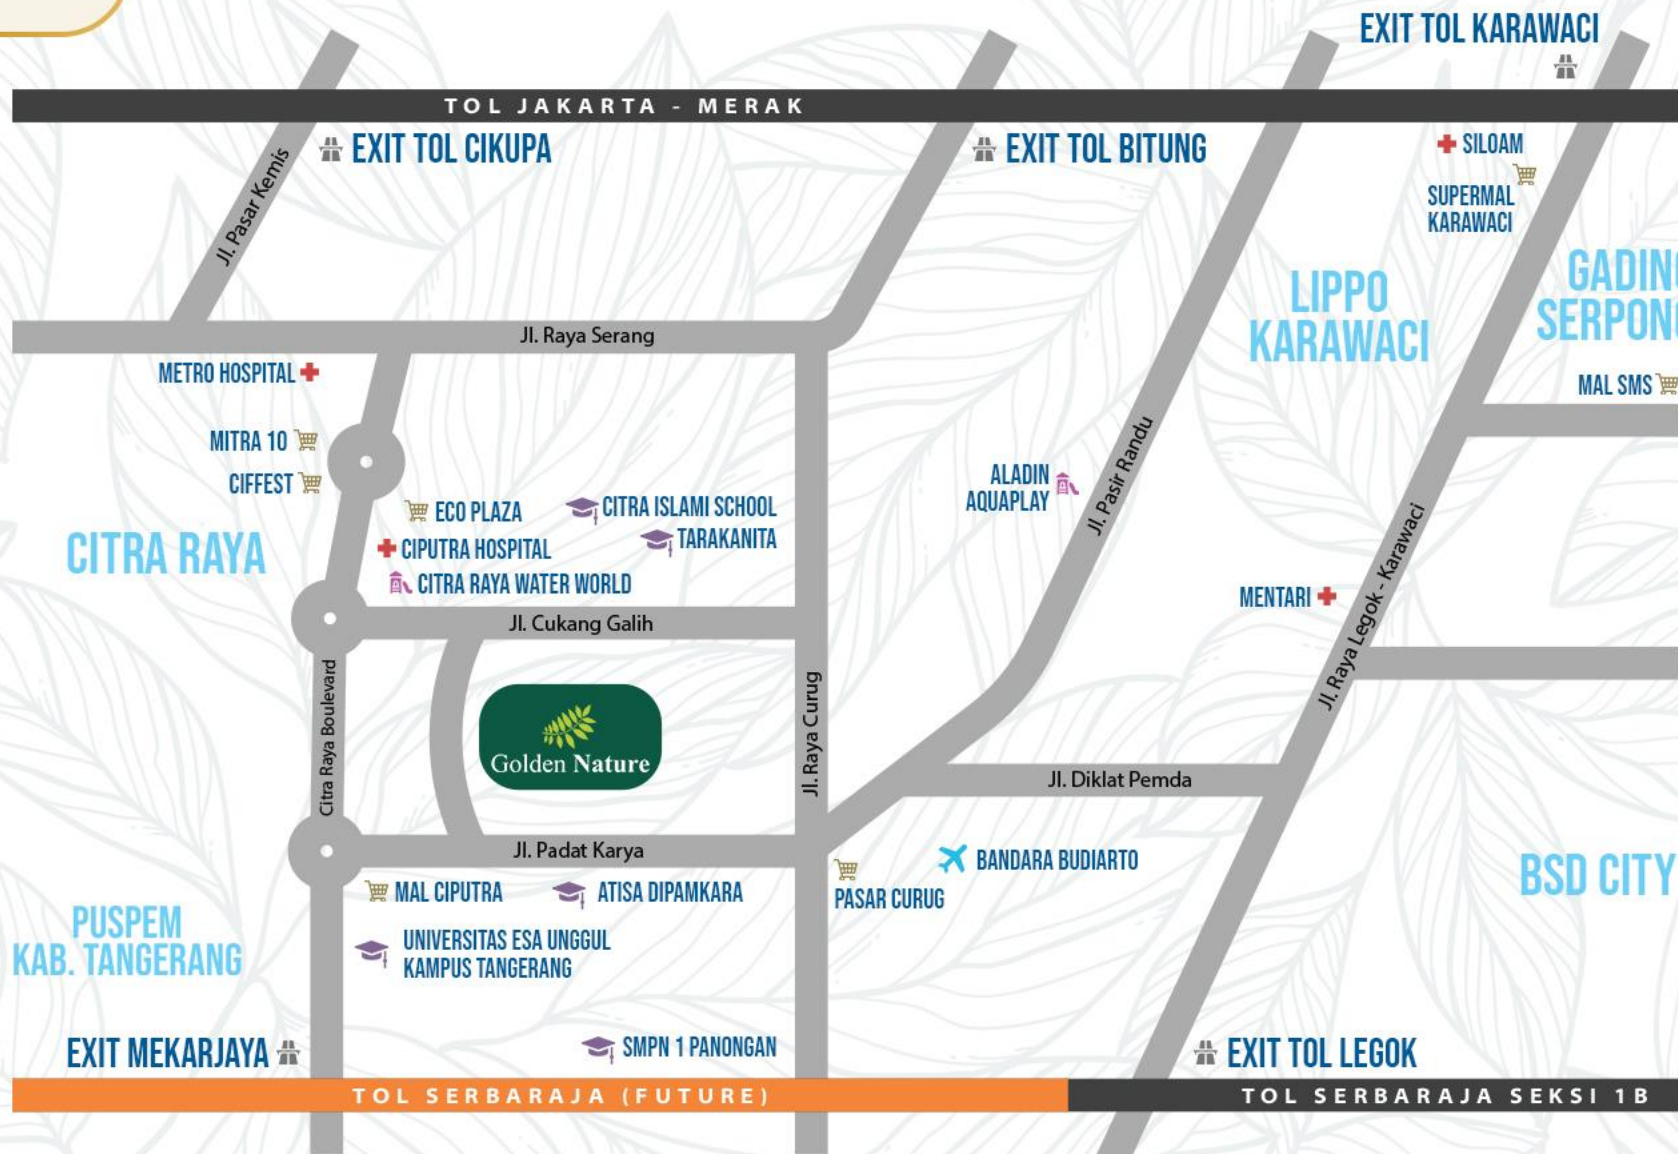 EXIT TOL KARAWACI
TOL JAKARTA - MERAK
EXIT TOL CIKUPA
EXIT TOL BITUNG
SILOAM
SUPERMAL
KARAWACI
Jl. Pasar Kemis
LIPPO
KARAWACI
GADING
SERPONG
Jl. Raya Serang
METRO HOSPITAL
MAL SMS
MITRA 10
CIFFEST
ALADIN
AQUAPLAY
Jl. Pasir Randu
ECO PLAZA
CITRA ISLAMI SCHOOL
TARAKANITA
CITRA RAYA
CIPUTRA HOSPITAL
CITRA RAYA WATER WORLD
MENTARI
Jl. Raya Legok - Karawaci
Jl. Cukang Galih
Citra Raya Boulevard
Golden Nature
Jl. Raya Curug
Jl. Diklat Pemda
Jl. Padat Karya
BANDARA BUDIARTO
PASAR CURUG
BSD CITY
MAL CIPUTRA
ATISA DIPAMKARA
PUSPEM
KAB. TANGERANG
UNIVERSITAS ESA UNGGUL
KAMPUS TANGERANG
EXIT MEKARJAYA
SMPN 1 PANONGAN
EXIT TOL LEGOK
TOL SERBARAJA (FUTURE)
TOL SERBARAJA SEKSI 1B